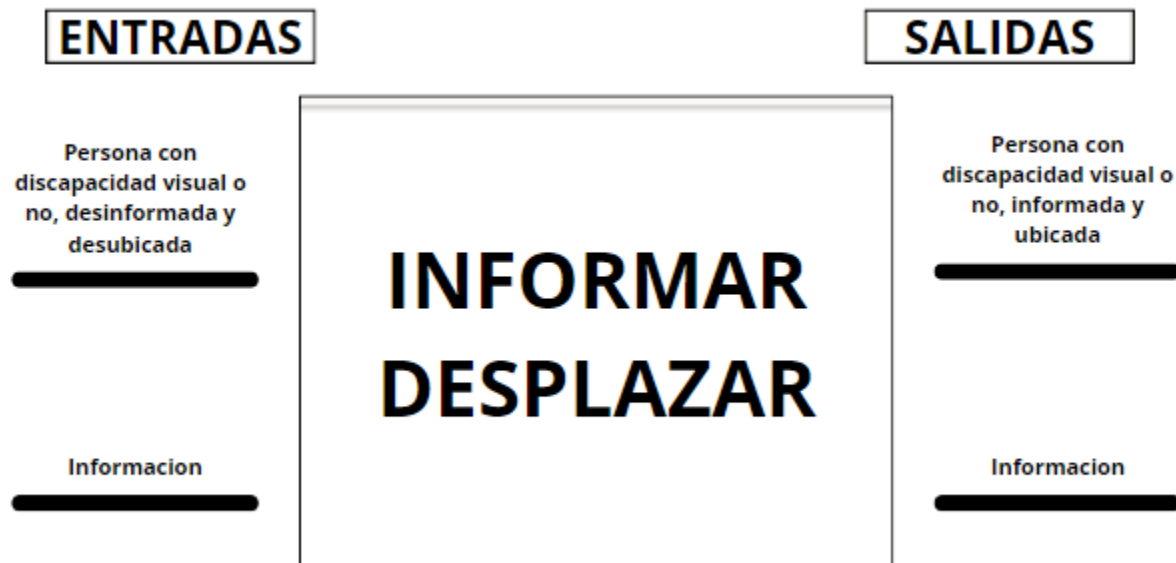 ENTRADAS
SALIDAS
Persona con
discapacidad visual o
no, desinformada y
desubicada
INFORMAR
DESPLAZAR
Persona con
discapacidad visual o
no, informada y
ubicada
Informacion
Informacion